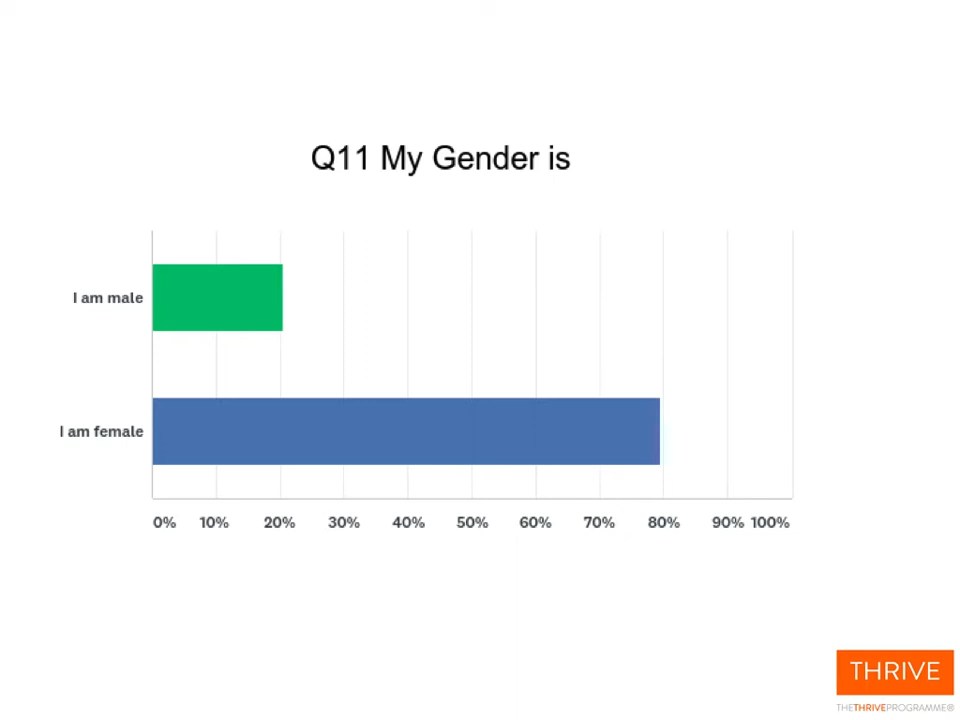 Q11 My Gender is
I am male
I am female
0% 10% 20% 30% 40% 50% 60% 70% 80% 90% 100%
THRIVE
THETHRIVEPROGRAMME®